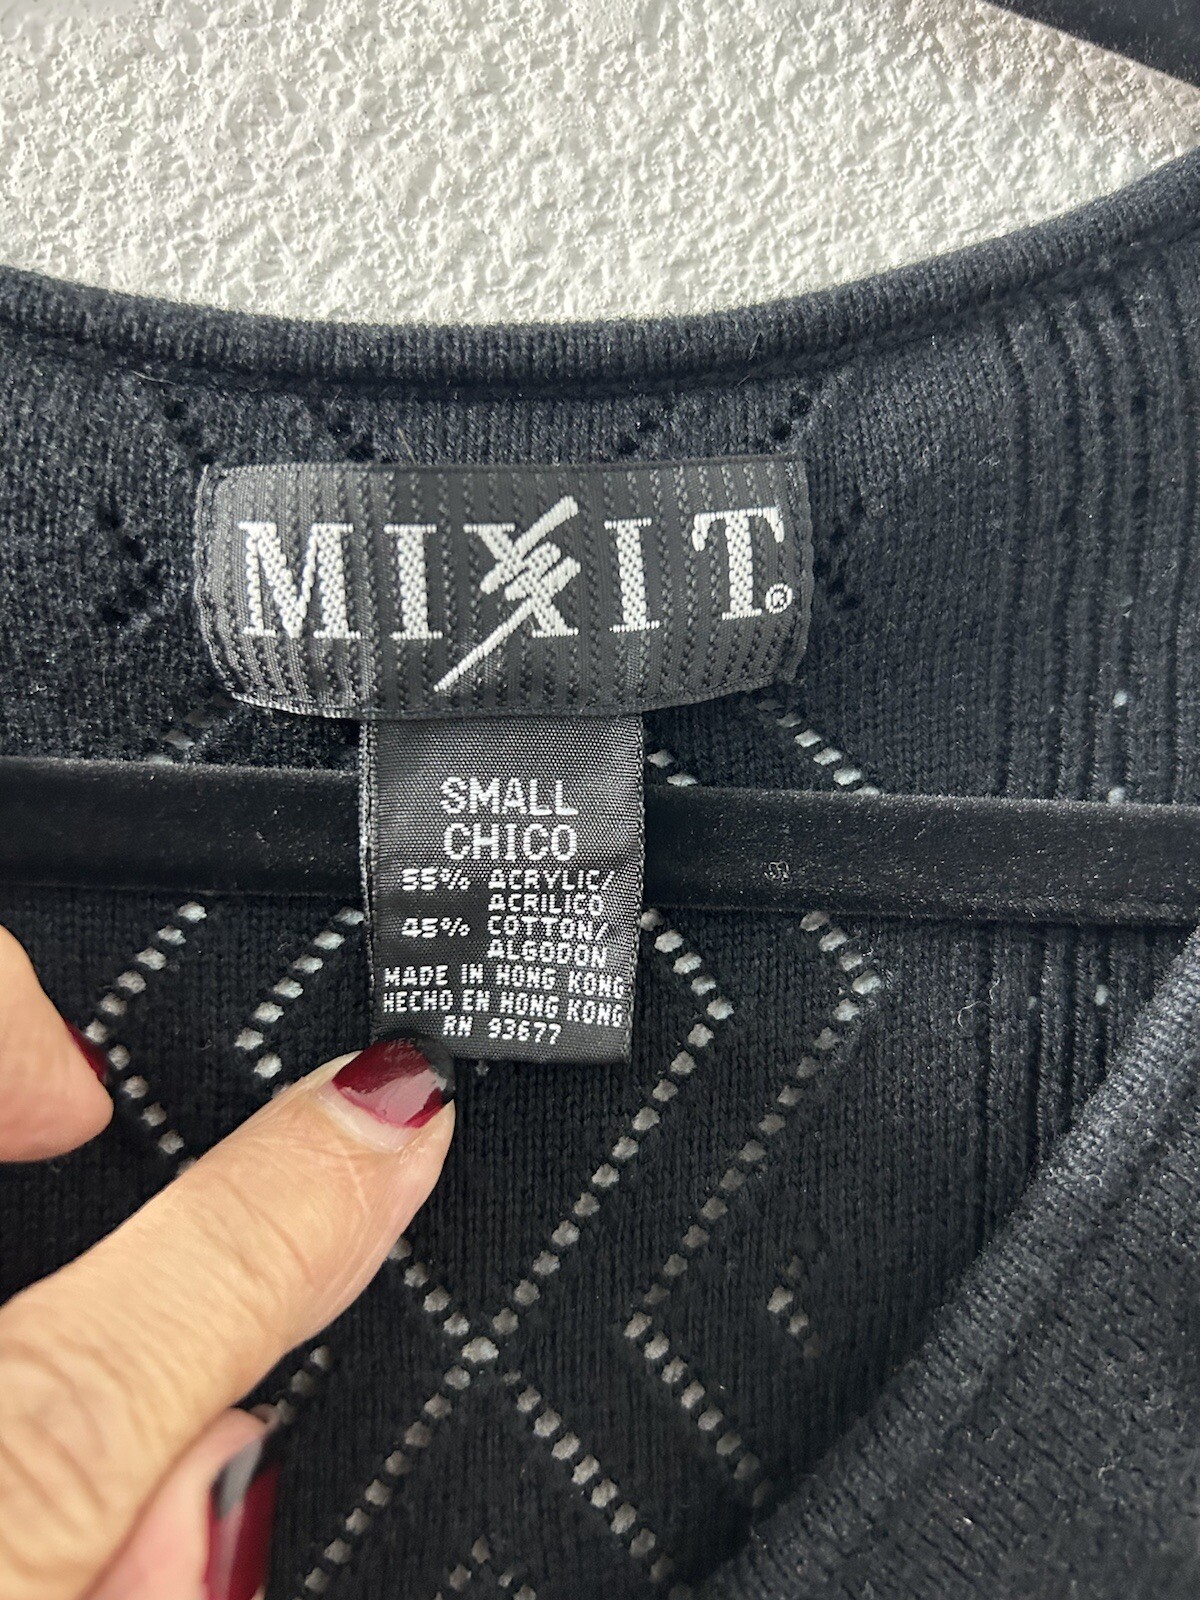 MIXIT®
SMALL
CHICO
55% ACRYLIC/
ACRILICO
45% COTTON/
ALGODON
MADE IN HONG KONG
HECHO EN HONG KONG
RN 93677